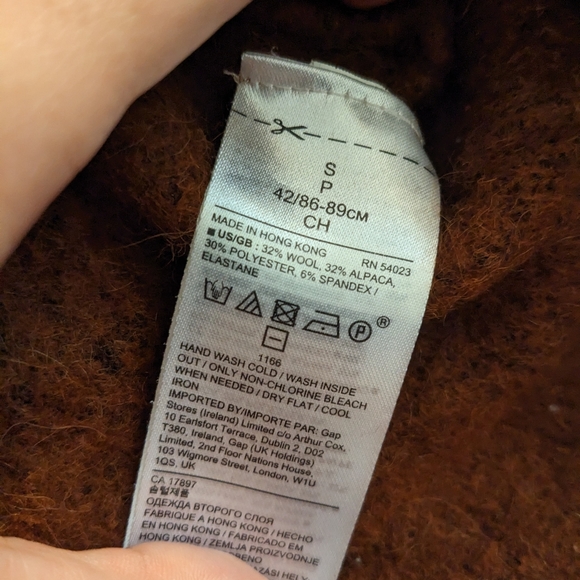 S
P
42/86-89CM
CH
MADE IN HONG KONG RN 54023
■ US/GB : 32% WOOL, 32% ALPACA,
30% POLYESTER, 6% SPANDEX /
ELASTANE
P ®
1166
HAND WASH COLD / WASH INSIDE
OUT / ONLY NON-CHLORINE BLEACH
WHEN NEEDED / DRY FLAT / COOL
IRON
IMPORTED BY/IMPORTE PAR: Gap
Stores (Ireland) Limited c/o Arthur Cox,
10 Earlsfort Terrace, Dublin 2, D02
T380, Ireland, Gap (UK Holdings)
Limited, 2nd Floor Nations House,
103 Wigmore Street, London, W1U
1QS, UK
CA 17897
숄털제품
ОДЕЖДА ВТОРОГО СЛОЯ
FABRIQUE A HONG KONG / HECHO
EN HONG KONG / FABRICADO EM
HONG KONG / ZEMLJA PROIZVODNJE